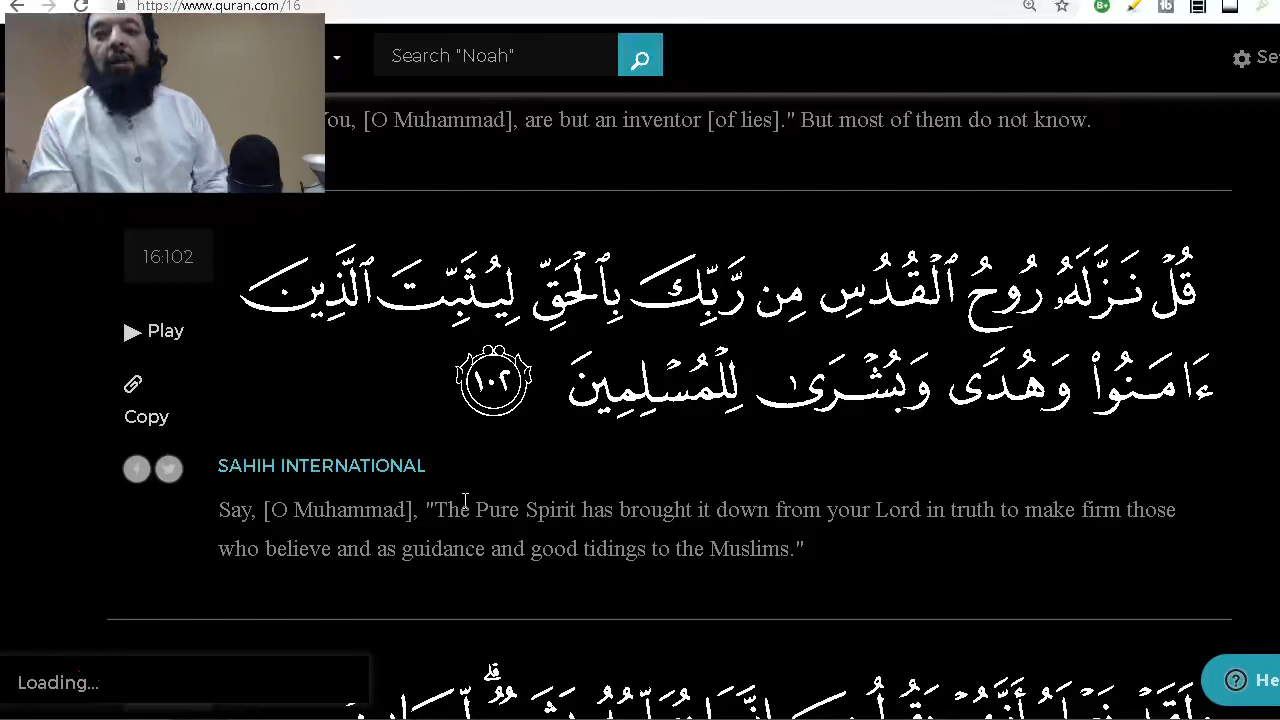 https://www.quran.com/16
Search "Noah"
You, [O Muhammad], are but an inventor [of lies]." But most of them do not know.
16:102
قُلْ نَزَّلَهُۥ رُوحُ ٱلْقُدُسِ مِن رَّبِّكَ بِٱلْحَقِّ لِيُثَبِّتَ ٱلَّذِينَ
ءَامَنُوا۟ وَهُدًى وَبُشْرَىٰ لِلْمُسْلِمِينَ ١٠٢
Play
Copy
SAHIH INTERNATIONAL
Say, [O Muhammad], "The Pure Spirit has brought it down from your Lord in truth to make firm those
who believe and as guidance and good tidings to the Muslims."
Loading...